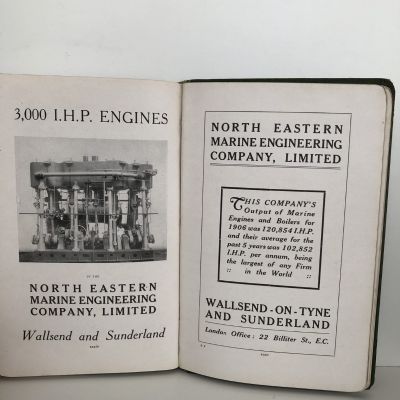 3,000 I.H.P. ENGINES
OF THE
NORTH EASTERN
MARINE ENGINEERING
COMPANY, LIMITED
Wallsend and Sunderland
NORTH EASTERN
MARINE ENGINEERING
COMPANY, LIMITED
THIS COMPANY'S
Output of Marine
Engines and Boilers for
1906 was 120,854 I.H.P.
and their average for the
past 5 years was 102,852
I.H.P. per annum, being
the largest of any Firm
:: in the World ::
WALLSEND-ON-TYNE
AND SUNDERLAND
London Office: 22 Billiter St., E.C.